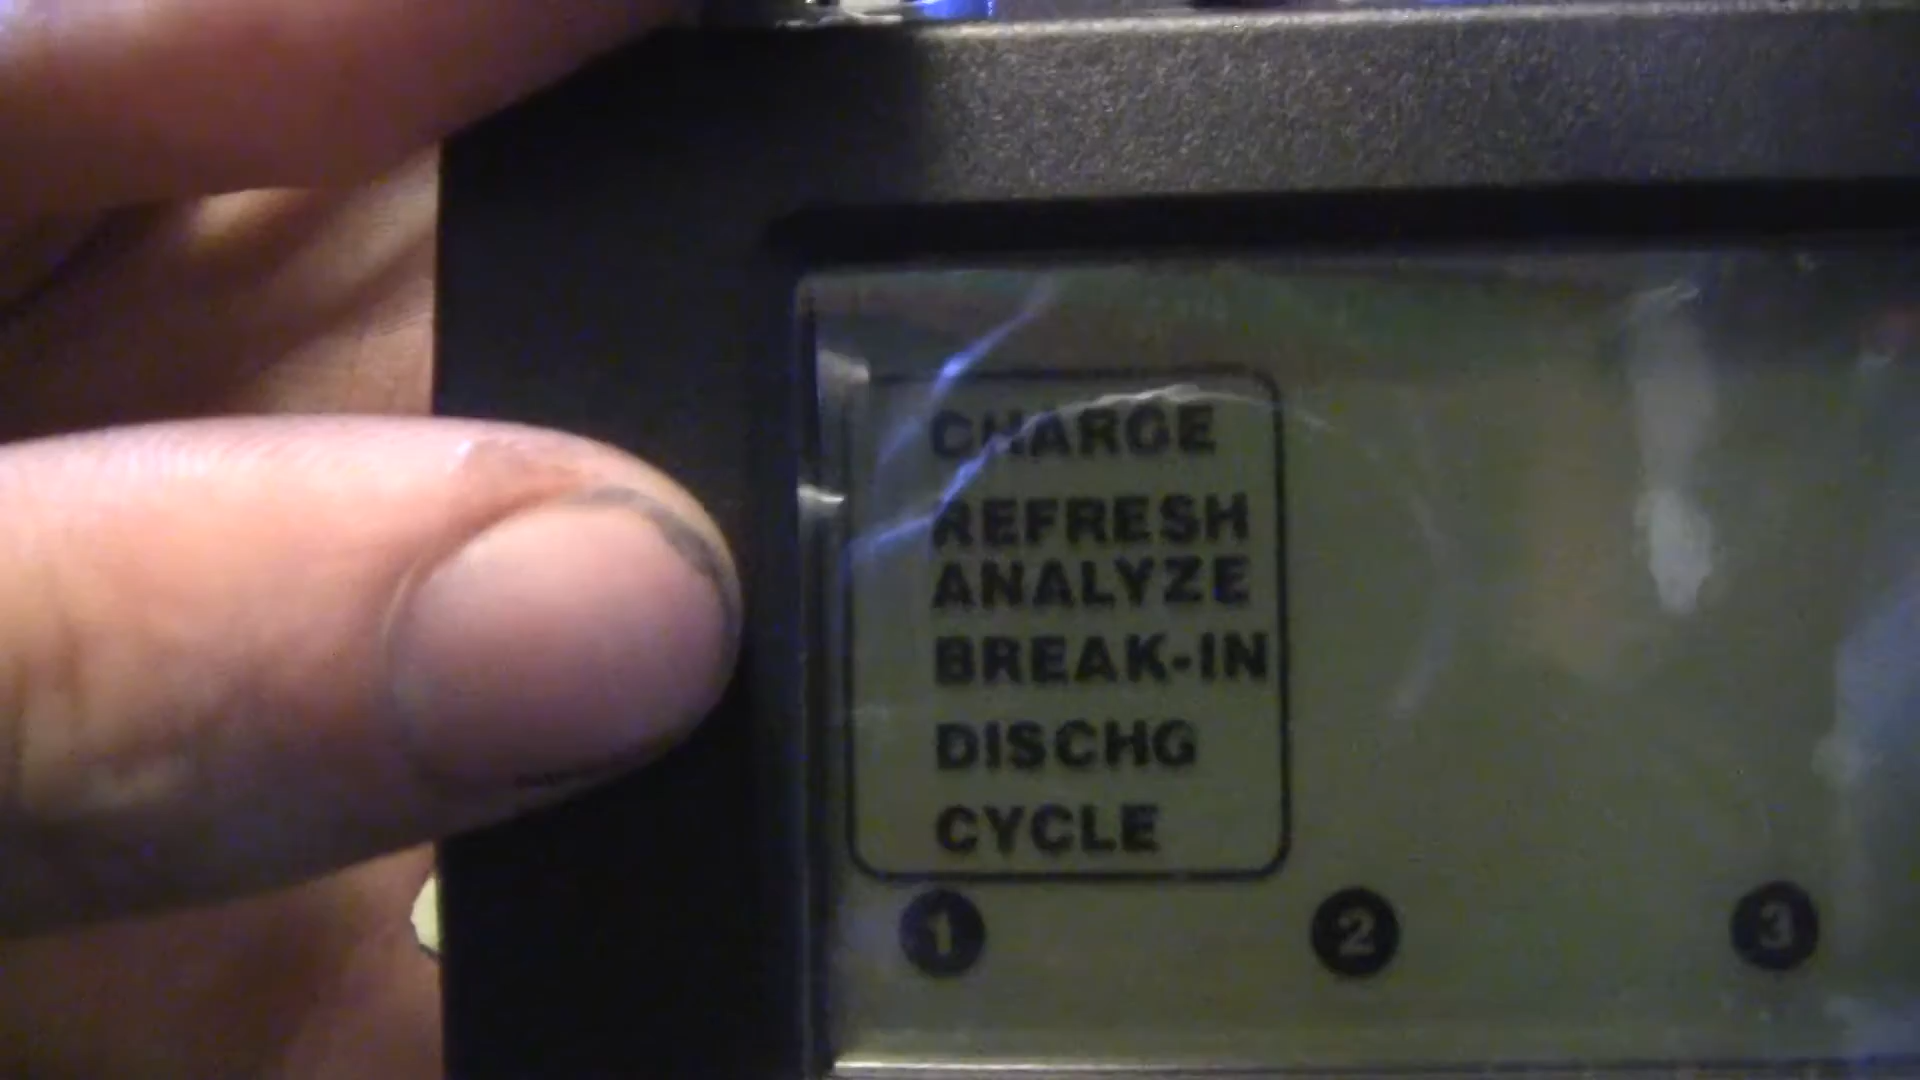 CHARGE
REFRESH
ANALYZE
BREAK-IN
DISCHG
CYCLE
1 2 3